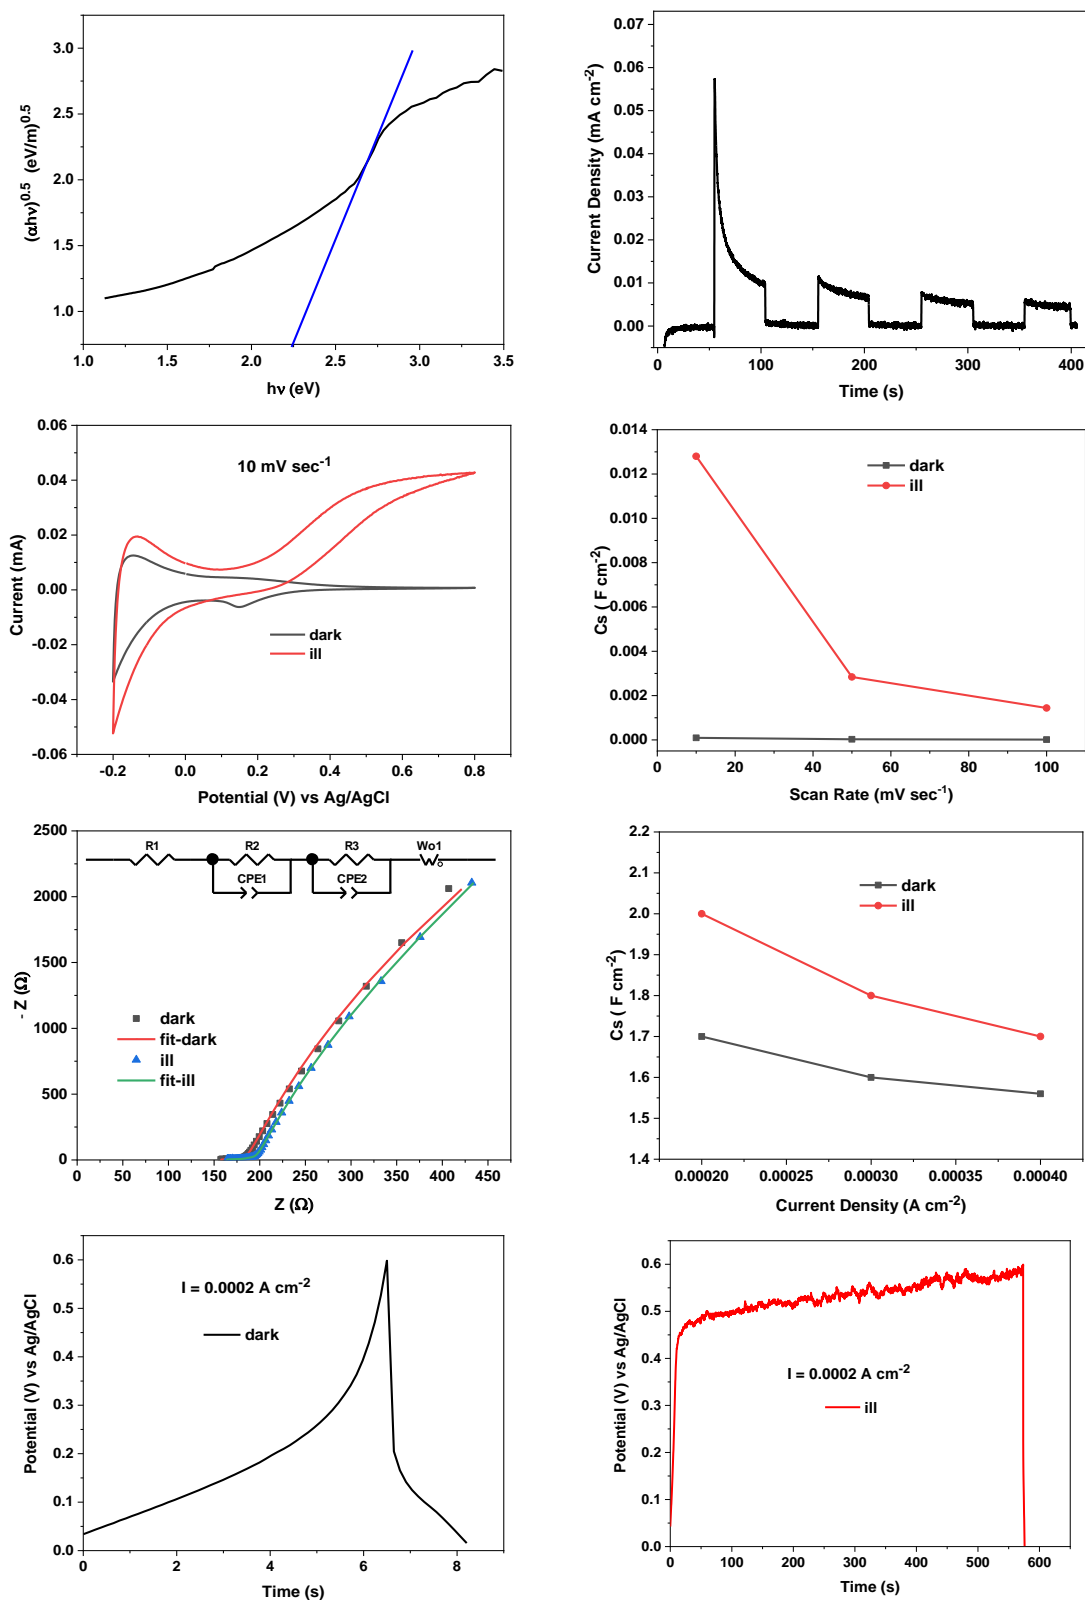 3.0
2.5
2.0
1.5
1.0
(αhν)0.5 (eV/m)0.5
1.0 1.5 2.0 2.5 3.0 3.5
hν (eV)
0.07
0.06
0.05
0.04
0.03
0.02
0.01
0.00
Current Density (mA cm-2)
0 100 200 300 400
Time (s)
0.06
0.04
0.02
0.00
-0.02
-0.04
-0.06
Current (mA)
10 mV sec-1
dark
ill
-0.2 0.0 0.2 0.4 0.6 0.8
Potential (V) vs Ag/AgCl
0.014
0.012
0.010
0.008
0.006
0.004
0.002
0.000
Cs ( F cm-2)
dark
ill
0 20 40 60 80 100
Scan Rate (mV sec-1)
2500
2000
1500
1000
500
0
- Z (Ω)
R1 R2 R3 Wo1
CPE1 CPE2
dark
fit-dark
ill
fit-ill
0 25 50 75 100 125 150 175 200 225 250 275 300 325 350 375 400 425 450
Z (Ω)
2.2
2.1
2.0
1.9
1.8
1.7
1.6
1.5
1.4
Cs ( F cm-2)
dark
ill
0.00020 0.00025 0.00030 0.00035 0.00040
Current Density (A cm-2)
0.6
0.5
0.4
0.3
0.2
0.1
0.0
Potential (V) vs Ag/AgCl
I = 0.0002 A cm-2
dark
0 2 4 6 8
Time (s)
0.6
0.5
0.4
0.3
0.2
0.1
0.0
Potential (V) vs Ag/AgCl
I = 0.0002 A cm-2
ill
0 100 200 300 400 500 600
Time (s)